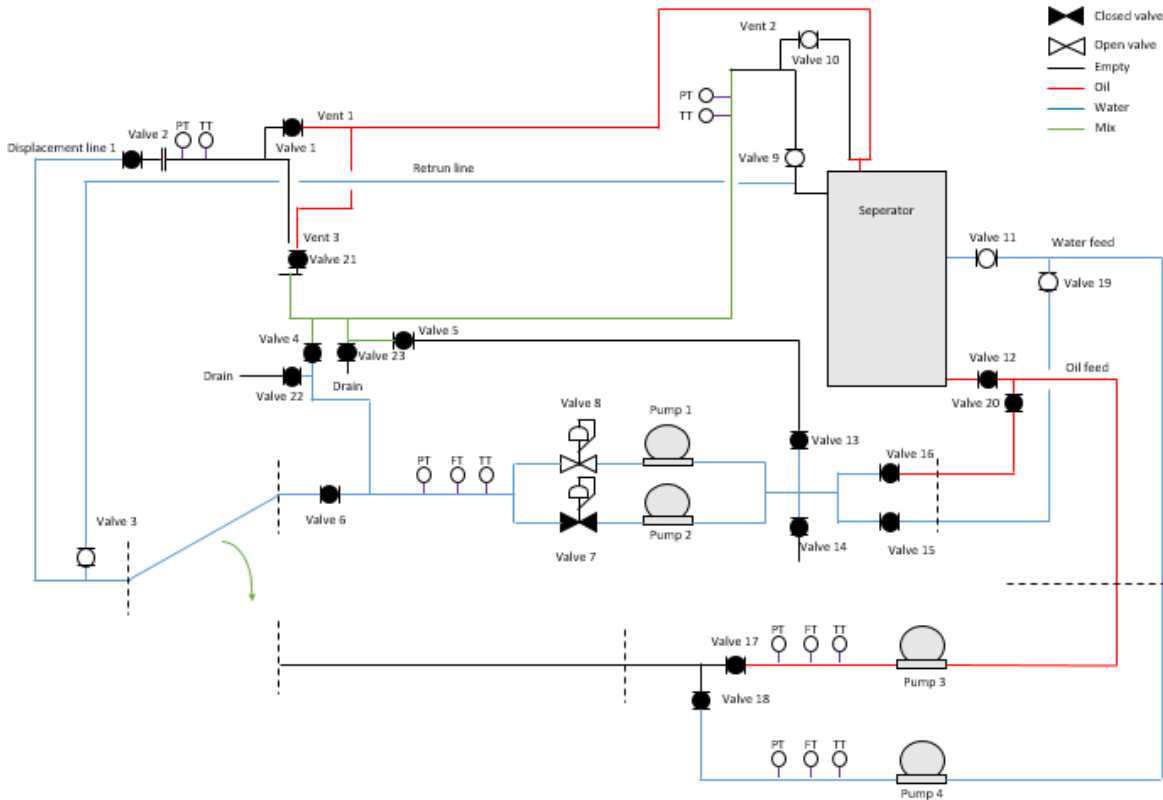 Closed valve
Vent 2
Open valve
Valve 10
Empty
PT
Oil
Vent 1
TT
Water
PT
TT
Valve 2
Mix
Displacement line 1
Valve 1
Valve 9
Retrun line
Seperator
Vent 3
Valve 11
Water feed
Valve 21
Valve 19
Valve 5
Valve 4
Valve 23
Valve 12
Oil feed
Drain
Drain
Valve 22
Valve 20
Valve 8
Pump 1
Valve 13
Valve 16
PT
FT
TT
Valve 3
Valve 6
Pump 2
Valve 7
Valve 14
Valve 15
Valve 17
PT
FT
TT
Pump 3
Valve 18
PT
FT
TT
Pump 4